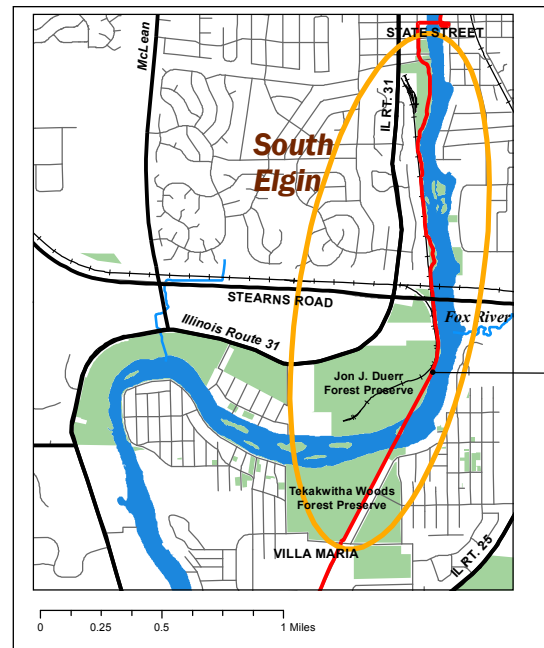 STATE STREET
McLean
IL RT. 31
South
Elgin
STEARNS ROAD
Fox River
Illinois Route 31
Jon J. Duerr
Forest Preserve
Tekakwitha Woods
Forest Preserve
VILLA MARIA
IL RT. 25
0 0.25 0.5 1 Miles